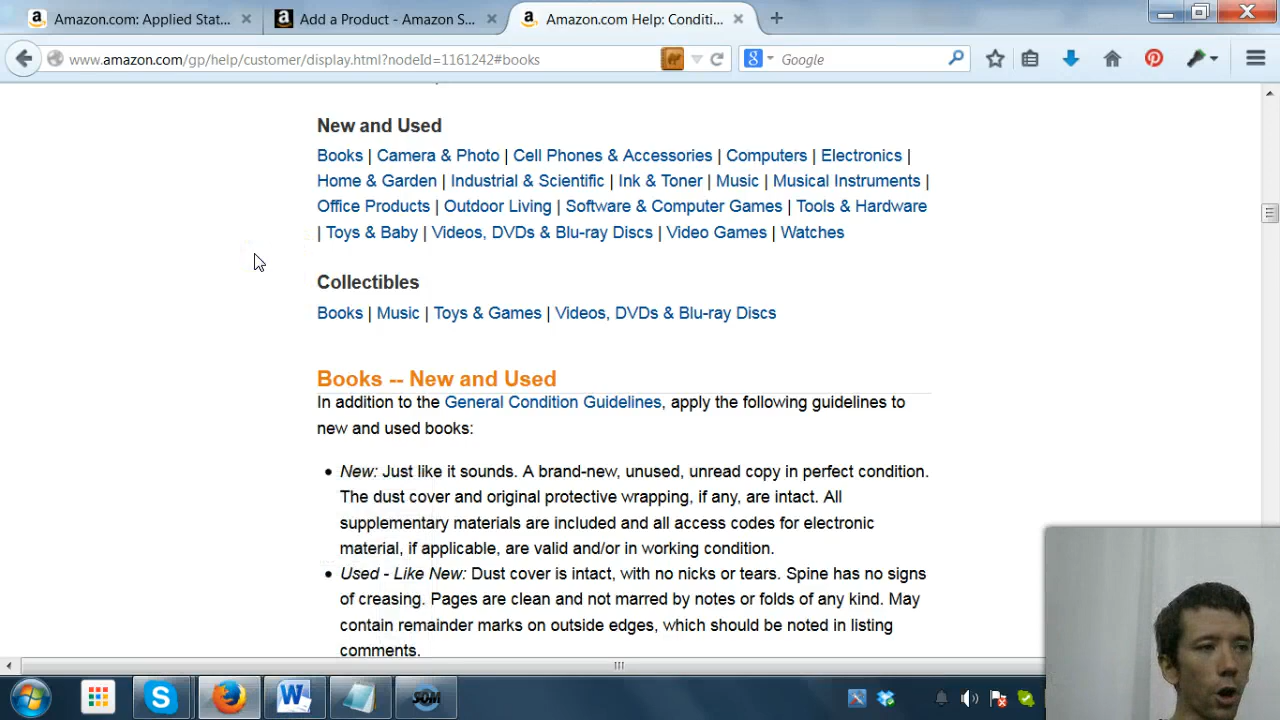 Amazon.com: Applied Stat...
Add a Product - Amazon S...
Amazon.com Help: Conditi...
www.amazon.com/gp/help/customer/display.html?nodeId=1161242#books
Google
New and Used
Books | Camera & Photo | Cell Phones & Accessories | Computers | Electronics |
Home & Garden | Industrial & Scientific | Ink & Toner | Music | Musical Instruments |
Office Products | Outdoor Living | Software & Computer Games | Tools & Hardware
| Toys & Baby | Videos, DVDs & Blu-ray Discs | Video Games | Watches
Collectibles
Books | Music | Toys & Games | Videos, DVDs & Blu-ray Discs
Books -- New and Used
In addition to the General Condition Guidelines, apply the following guidelines to
new and used books:
New: Just like it sounds. A brand-new, unused, unread copy in perfect condition.
The dust cover and original protective wrapping, if any, are intact. All
supplementary materials are included and all access codes for electronic
material, if applicable, are valid and/or in working condition.
Used - Like New: Dust cover is intact, with no nicks or tears. Spine has no signs
of creasing. Pages are clean and not marred by notes or folds of any kind. May
contain remainder marks on outside edges, which should be noted in listing
comments.
SOM